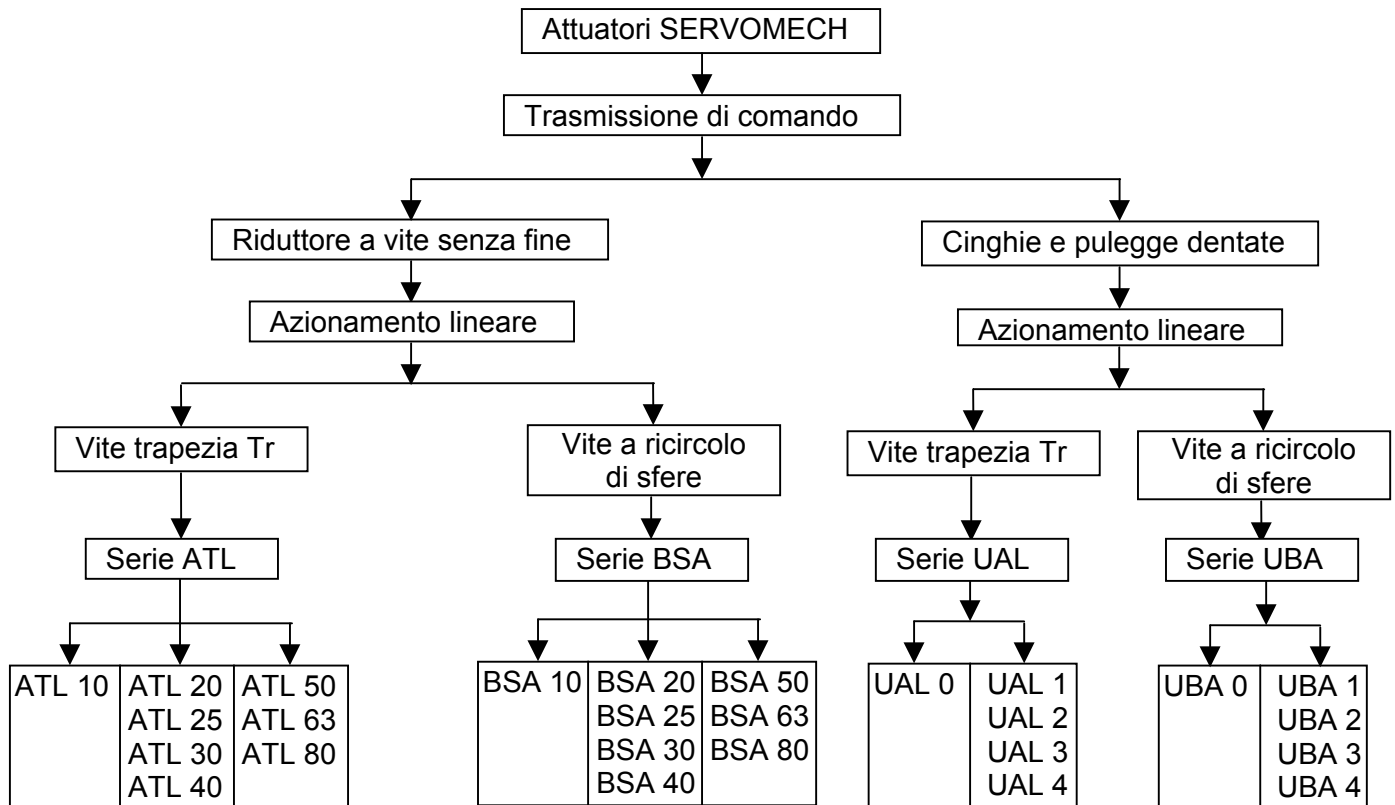 Attuatori SERVOMECH
Trasmissione di comando
Riduttore a vite senza fine
Cinghie e pulegge dentate
Azionamento lineare
Azionamento lineare
Vite trapezia Tr
Vite a ricircolo
di sfere
Vite trapezia Tr
Vite a ricircolo
di sfere
Serie ATL
Serie BSA
Serie UAL
Serie UBA
ATL 10
ATL 20
ATL 25
ATL 30
ATL 40
ATL 50
ATL 63
ATL 80
BSA 10
BSA 20
BSA 25
BSA 30
BSA 40
BSA 50
BSA 63
BSA 80
UAL 0
UAL 1
UAL 2
UAL 3
UAL 4
UBA 0
UBA 1
UBA 2
UBA 3
UBA 4